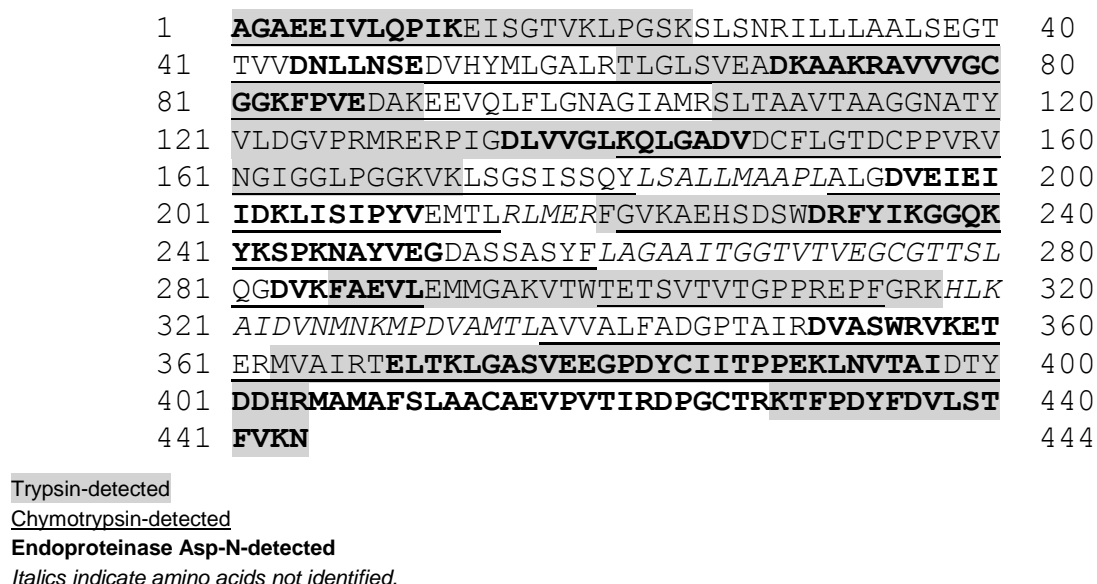 1 AGAEEIVLQPIKEISGTVKLPGSKSLSNRILLLAALSEGT 40
41 TVVDNLLNSEDVHYMLGALRTLGLSVEADKAAKRAVVVGC 80
81 GGKFPVEDAKEEVQLFLGNAGIAMRSLTAAVTAAGGNATY 120
121 VLDGVPRMRERPIGDLVVGLKQLGADVDCFLGTDCPPVRV 160
161 NGIGGLPGGKVKLSGSISSQYLSALLMAAPLALGDVEIEI 200
201 IDKLISIPYVEMTLRLMERFGVKAEHSDSWDRFYIKGGQK 240
241 YKSPKNAYVEGDASSASYFLAGAAITGGTVTVEGCGTTSL 280
281 QGDVKFAEVLEMMGAKVTWTETSVTVTGPPREPFGRKHLK 320
321 AIDVNMNKMPDVAMTLAVVALFADGPTAIRDVASWRVKET 360
361 ERMVAIRTELTKLGASVEEGPDYCIITPPEKLNVTAIDTY 400
401 DDHRMAMAFSLAACAEVPVTIRDPGCTRKTFPDYFDVLST 440
441 FVKN 444
Trypsin-detected
Chymotrypsin-detected
Endoproteinase Asp-N-detected
Italics indicate amino acids not identified.